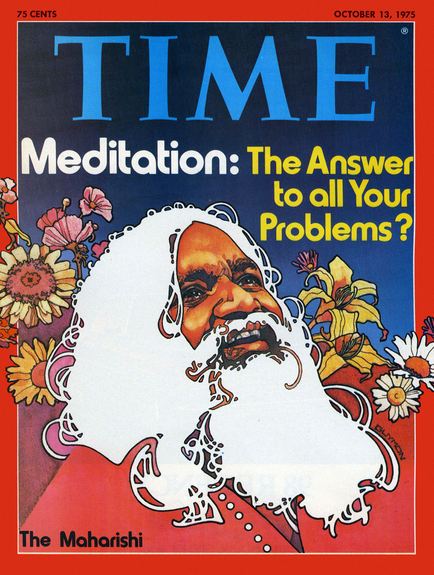 75 CENTS
OCTOBER 13, 1975
TIME
®
Meditation: The Answer
to all Your
Problems?
The Maharishi